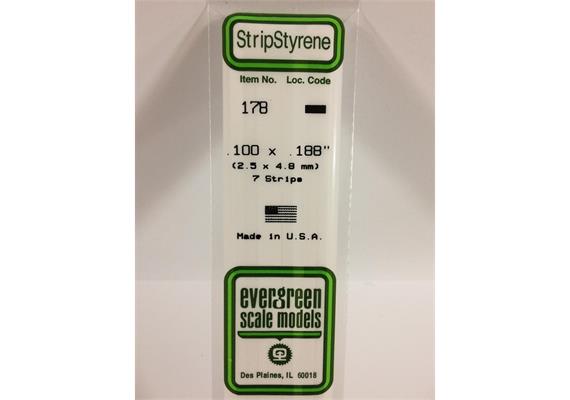 StripStyrene
Item No. Loc. Code
178
.100 x .188"
(2.5 x 4.8 mm)
7 Strips
Made in U.S.A.
evergreen
scale models
Des Plaines, IL 60018